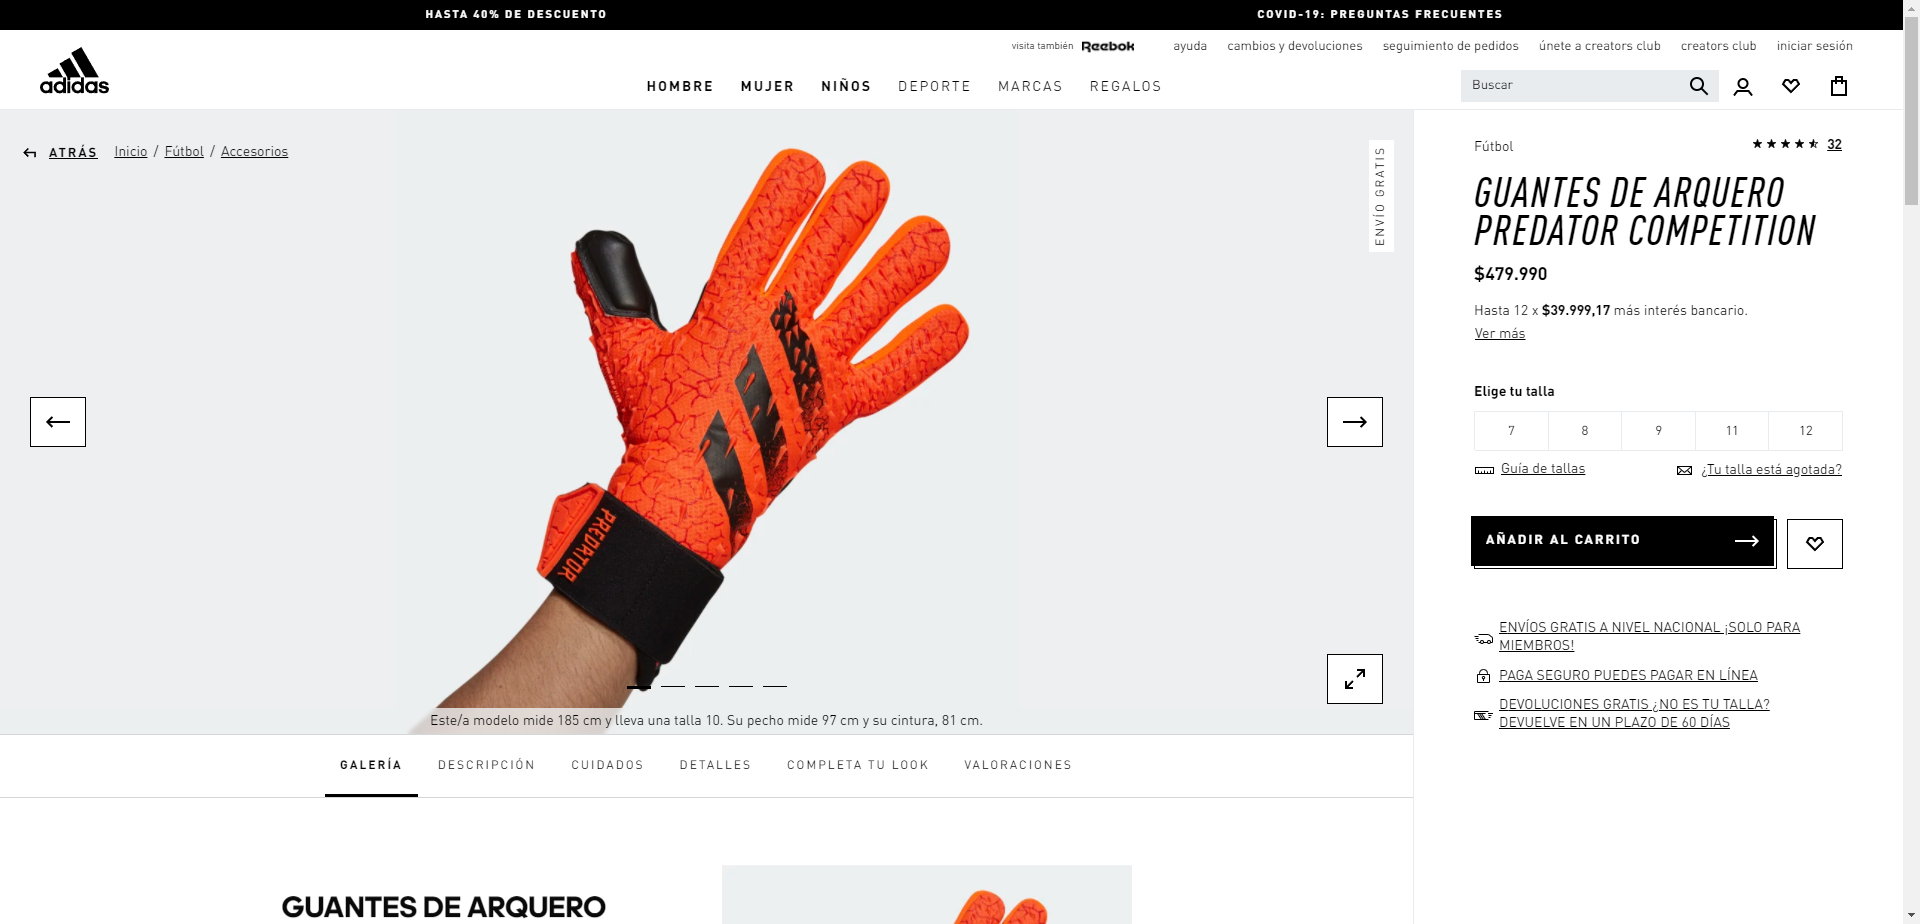 HASTA 40% DE DESCUENTO
COVID-19: PREGUNTAS FRECUENTES
visita también Reebok
ayuda
cambios y devoluciones
seguimiento de pedidos
únete a creators club
creators club
iniciar sesión
adidas
HOMBRE
MUJER
NIÑOS
DEPORTE
MARCAS
REGALOS
Buscar
ATRÁS
Inicio / Fútbol / Accesorios
ENVÍO GRATIS
PREDATOR
Este/a modelo mide 185 cm y lleva una talla 10. Su pecho mide 97 cm y su cintura, 81 cm.
Fútbol
32
GUANTES DE ARQUERO
PREDATOR COMPETITION
$479.990
Hasta 12 x $39.999,17 más interés bancario.
Ver más
Elige tu talla
7
8
9
11
12
Guía de tallas
¿Tu talla está agotada?
AÑADIR AL CARRITO
ENVÍOS GRATIS A NIVEL NACIONAL ¡SOLO PARA
MIEMBROS!
PAGA SEGURO PUEDES PAGAR EN LÍNEA
DEVOLUCIONES GRATIS ¿NO ES TU TALLA?
DEVUELVE EN UN PLAZO DE 60 DÍAS
GALERÍA
DESCRIPCIÓN
CUIDADOS
DETALLES
COMPLETA TU LOOK
VALORACIONES
GUANTES DE ARQUERO